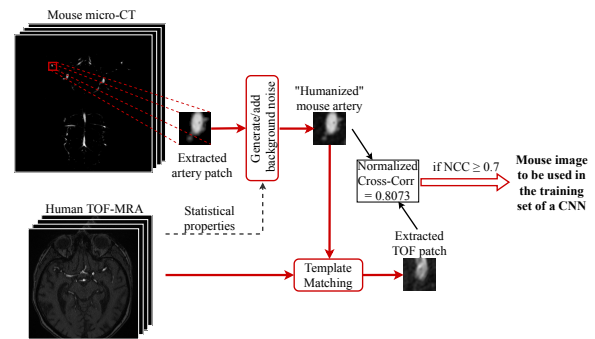 Mouse micro-CT
Extracted
artery patch
Generate/add
background noise
"Humanized"
mouse artery
Normalized
Cross-Corr
= 0.8073
if NCC ≥ 0.7
Mouse image
to be used in
the training
set of a CNN
Human TOF-MRA
Statistical
properties
Template
Matching
Extracted
TOF patch